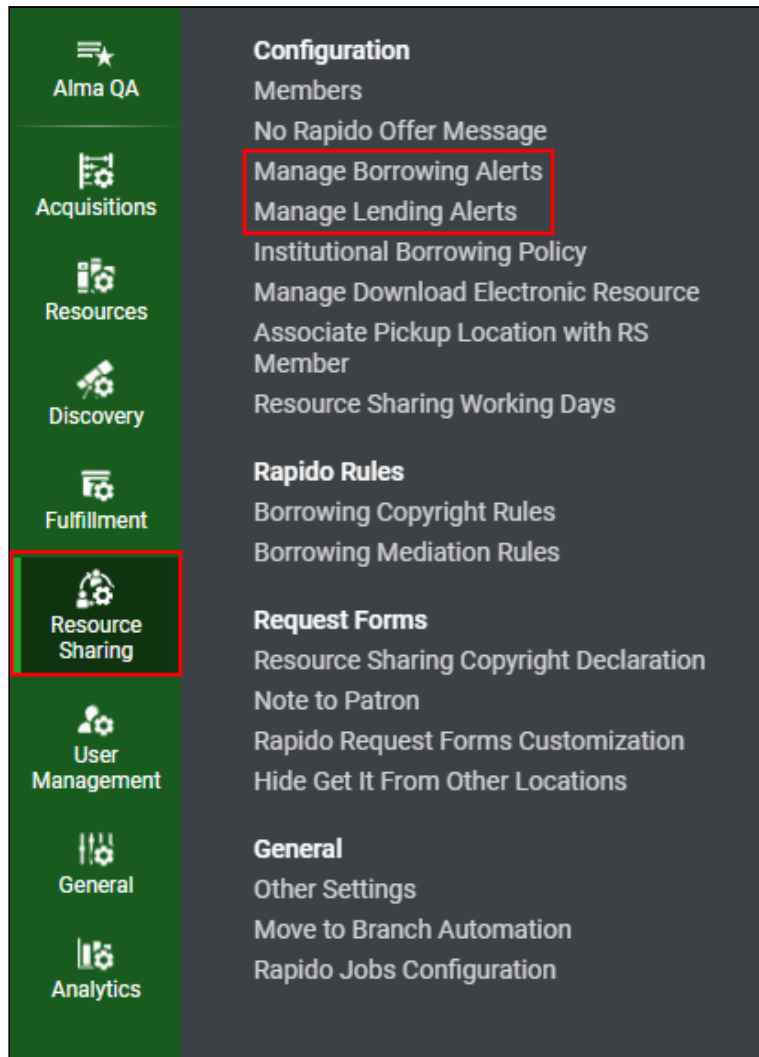 Alma QA
Acquisitions
Resources
Discovery
Fulfillment
Resource
Sharing
User
Management
General
Analytics
Configuration
Members
No Rapido Offer Message
Manage Borrowing Alerts
Manage Lending Alerts
Institutional Borrowing Policy
Manage Download Electronic Resource
Associate Pickup Location with RS
Member
Resource Sharing Working Days
Rapido Rules
Borrowing Copyright Rules
Borrowing Mediation Rules
Request Forms
Resource Sharing Copyright Declaration
Note to Patron
Rapido Request Forms Customization
Hide Get It From Other Locations
General
Other Settings
Move to Branch Automation
Rapido Jobs Configuration